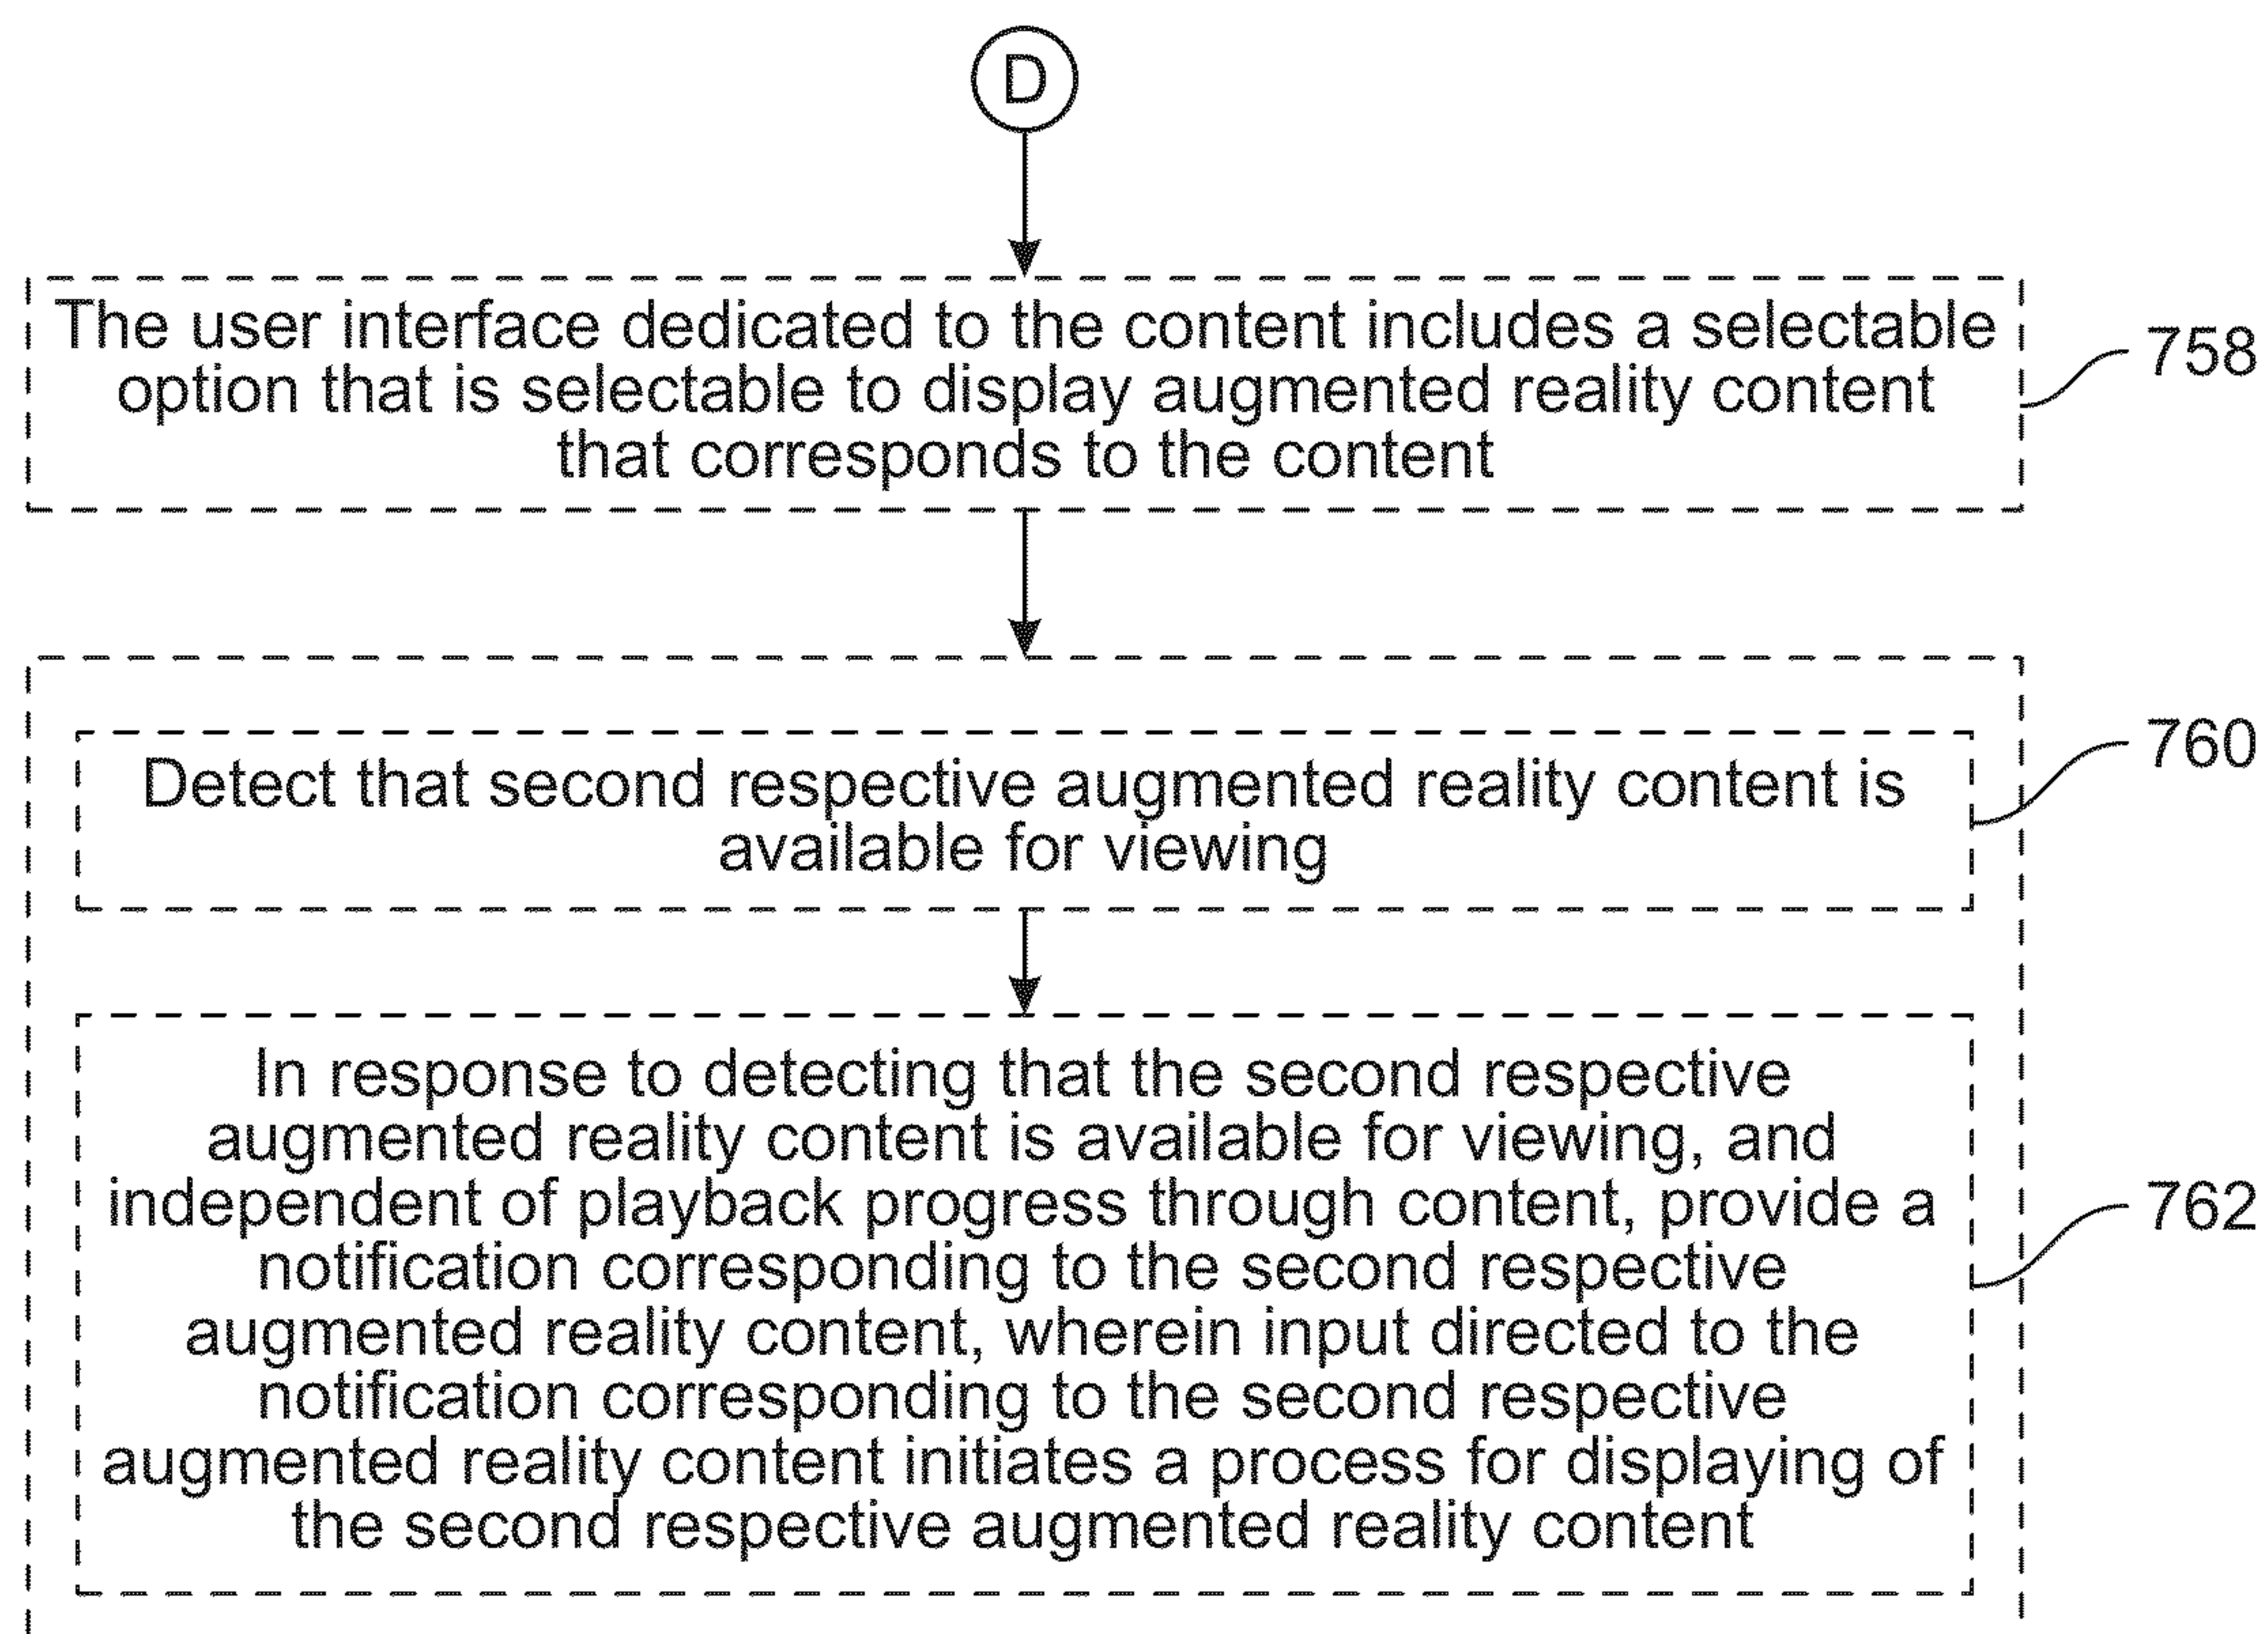 D
The user interface dedicated to the content includes a selectable
option that is selectable to display augmented reality content
that corresponds to the content
758
Detect that second respective augmented reality content is
available for viewing
760
In response to detecting that the second respective
augmented reality content is available for viewing, and
independent of playback progress through content, provide a
notification corresponding to the second respective
augmented reality content, wherein input directed to the
notification corresponding to the second respective
augmented reality content initiates a process for displaying of
the second respective augmented reality content
762